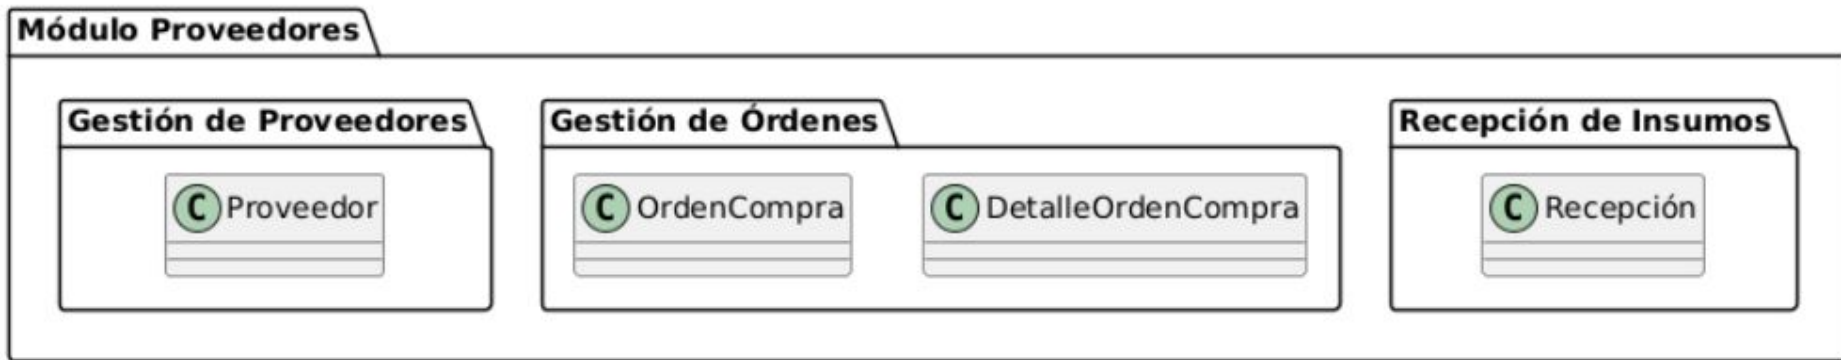 Módulo Proveedores
Gestión de Proveedores
C Proveedor
Gestión de Órdenes
C OrdenCompra
C DetalleOrdenCompra
Recepción de Insumos
C Recepción